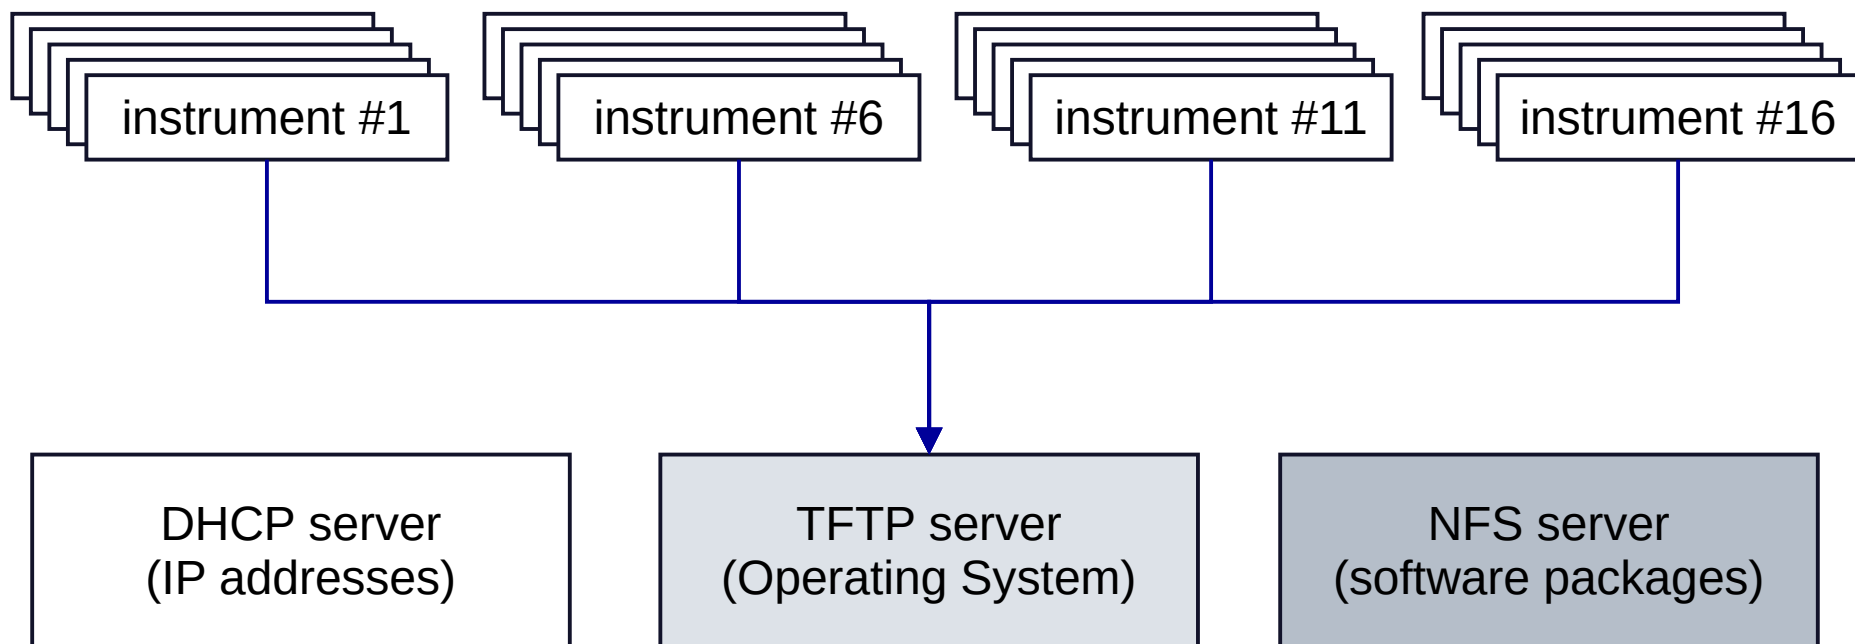 instrument #1
instrument #6
instrument #11
instrument #16
DHCP server
(IP addresses)
TFTP server
(Operating System)
NFS server
(software packages)